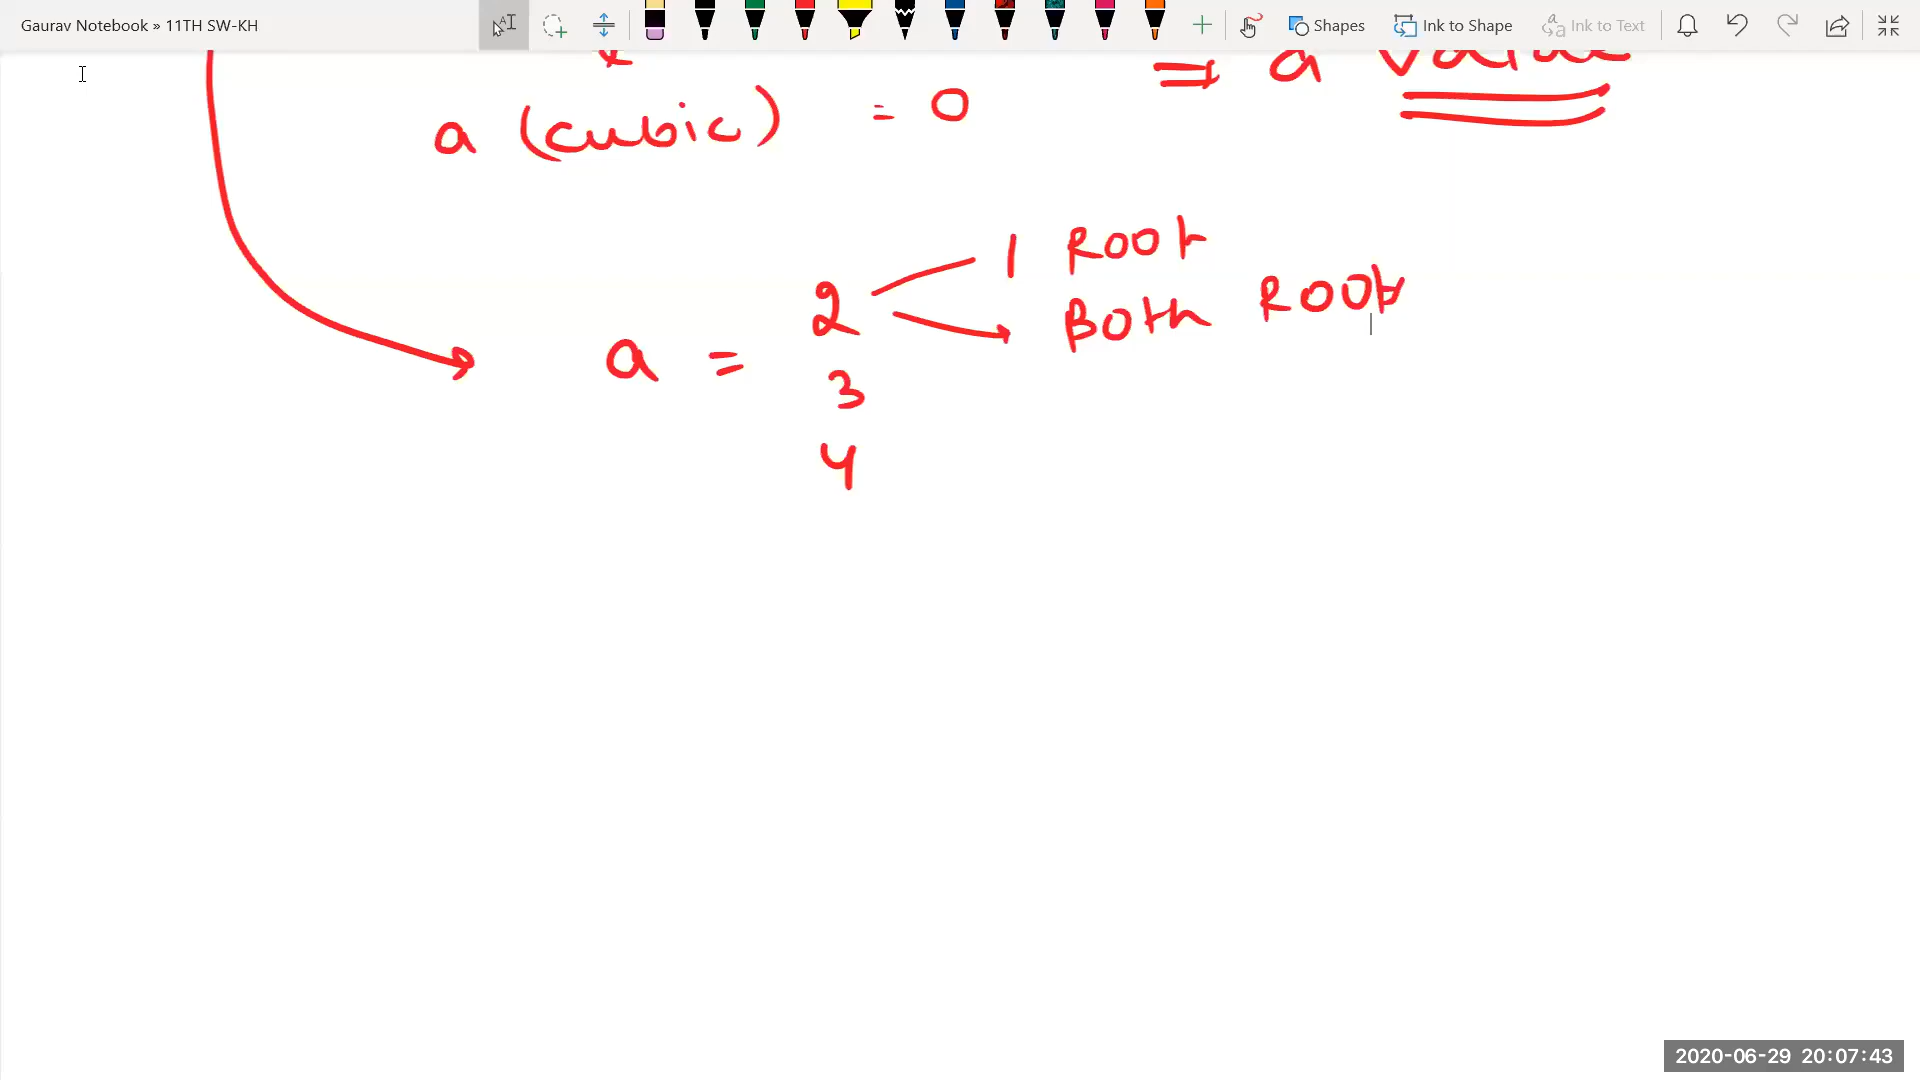 Gaurav Notebook » 11TH SW-KH
Shapes
Ink to Shape
Ink to Text
⇒ a value
a (cubic) = 0
1 Root
2
Both Root
a =
3
4
2020-06-29 20:07:43